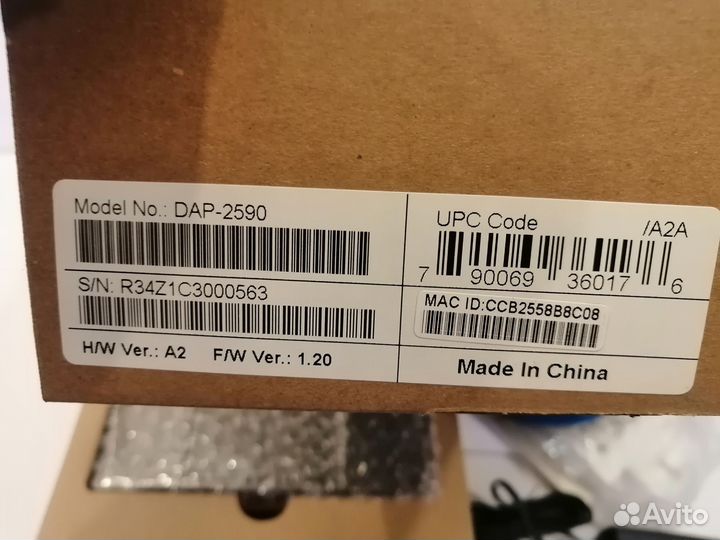 Model No.: DAP-2590
S/N: R34Z1C3000563
H/W Ver.: A2 F/W Ver.: 1.20
UPC Code /A2A
7 90069 36017 6
MAC ID:CCB2558B8C08
Made In China
Avito